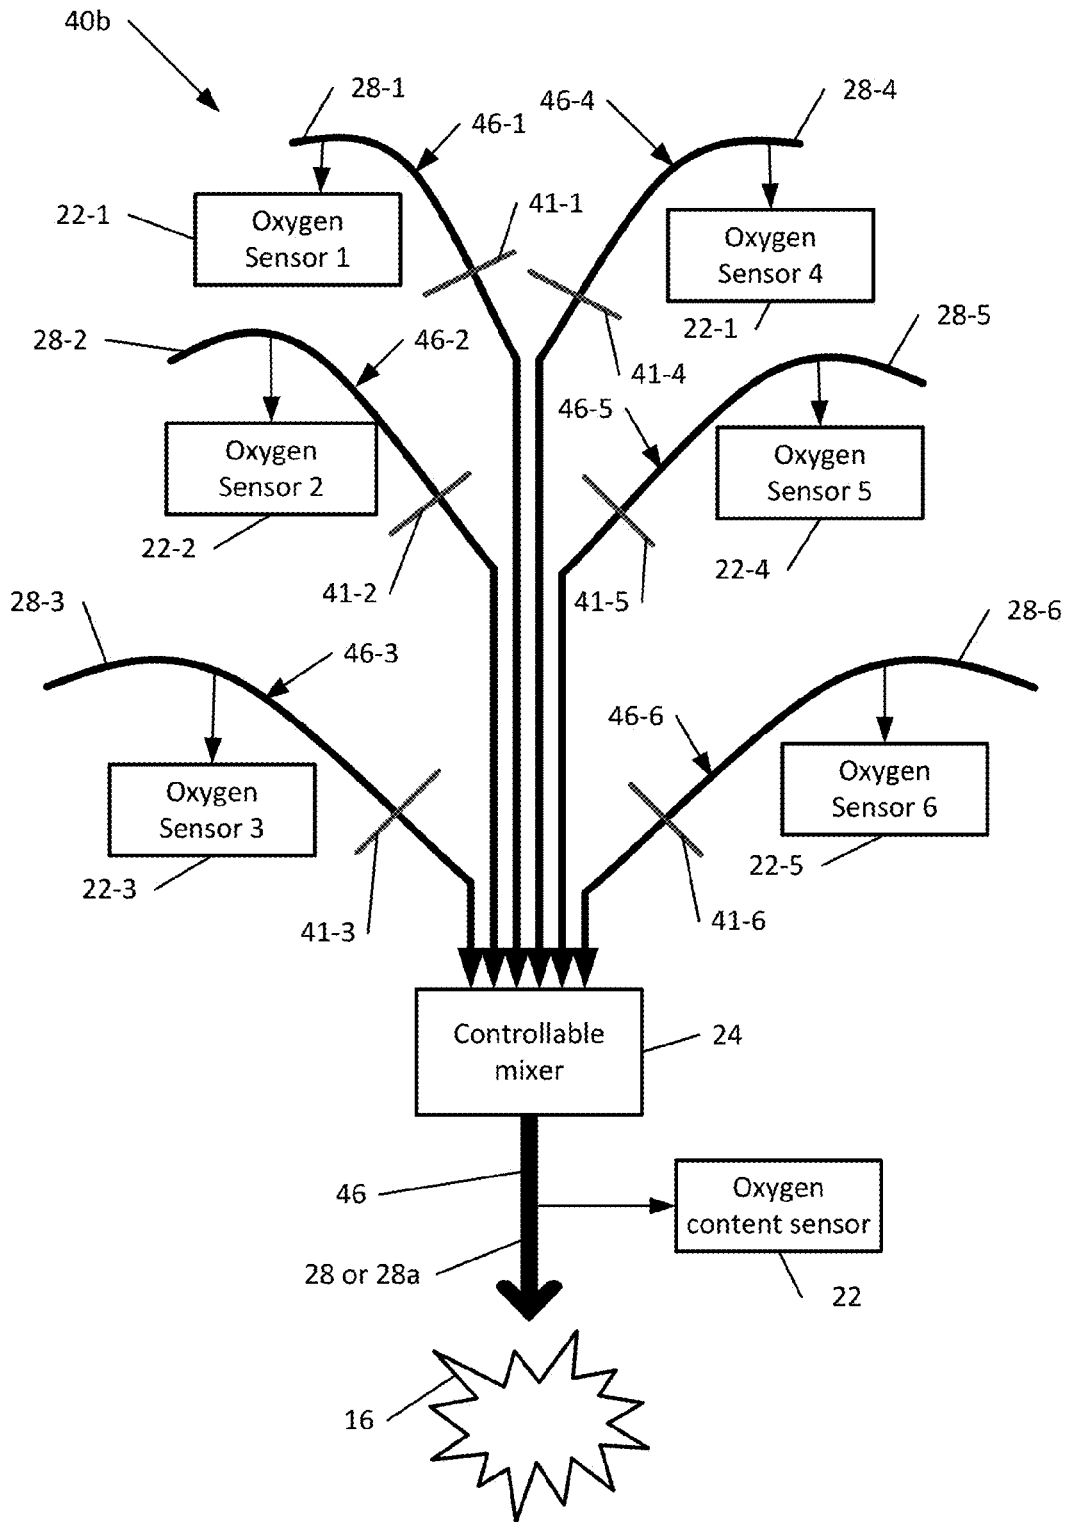 40b
28-1
46-1
46-4
28-4
22-1
Oxygen
Sensor 1
41-1
Oxygen
Sensor 4
22-1
28-2
46-2
28-5
41-4
46-5
Oxygen
Sensor 2
Oxygen
Sensor 5
22-2
22-4
41-2
41-5
28-3
28-6
46-3
46-6
Oxygen
Sensor 3
Oxygen
Sensor 6
22-3
22-5
41-3
41-6
Controllable
mixer
24
46
Oxygen
content sensor
28 or 28a
22
16